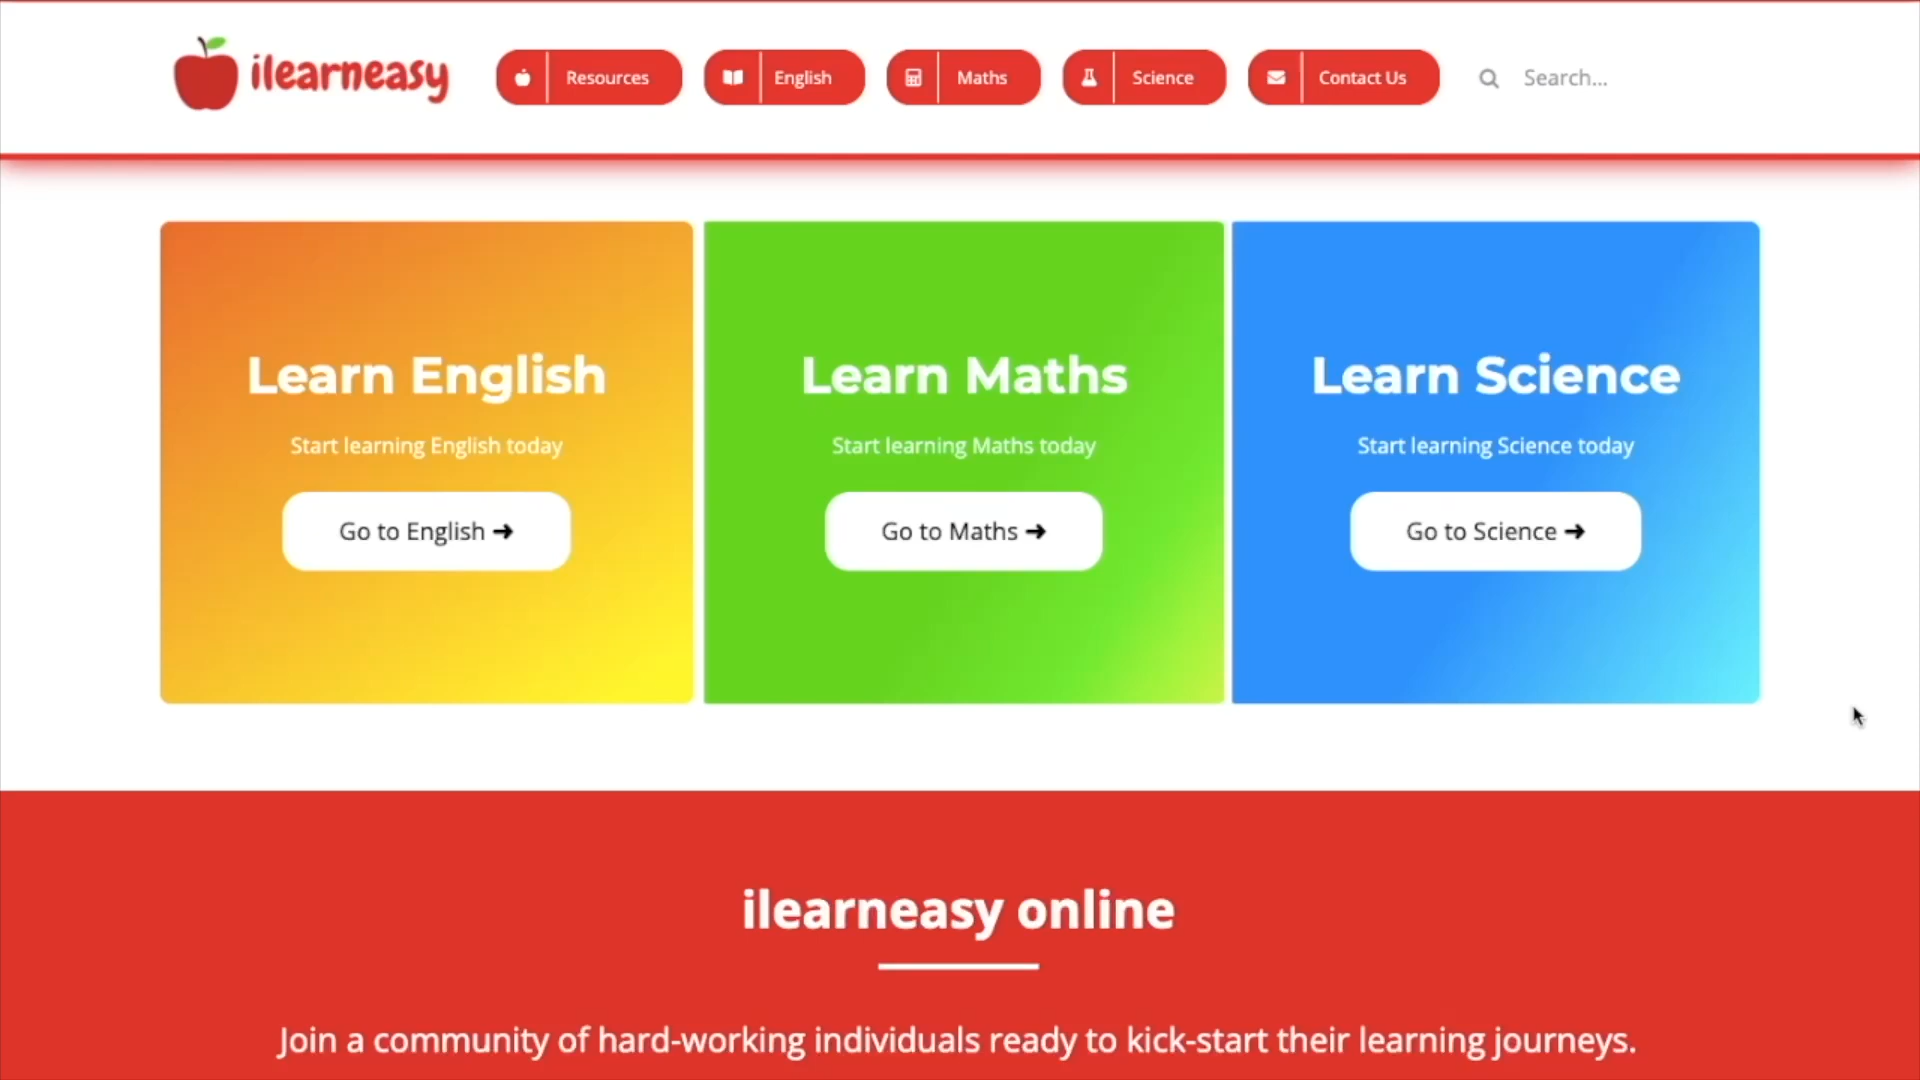 ilearneasy
Resources
English
Maths
Science
Contact Us
Search...
Learn English
Start learning English today
Go to English ➜
Learn Maths
Start learning Maths today
Go to Maths ➜
Learn Science
Start learning Science today
Go to Science ➜
ilearneasy online
Join a community of hard-working individuals ready to kick-start their learning journeys.